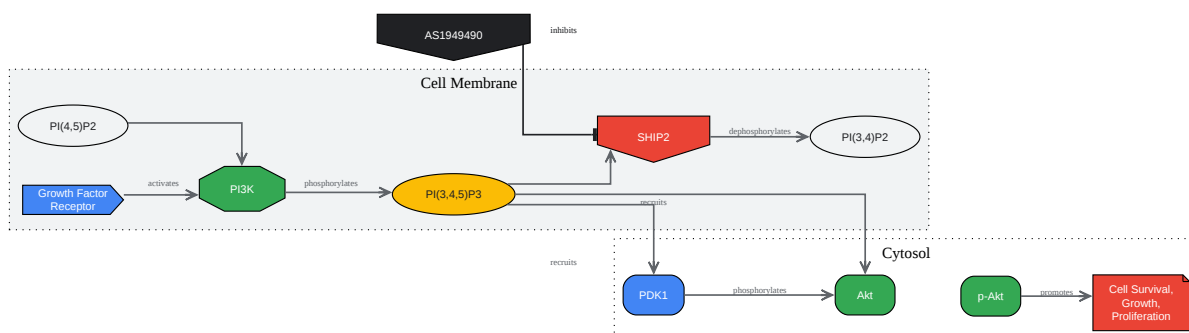 AS1949490
inhibits
Cell Membrane
PI(4,5)P2
SHIP2
dephosphorylates
PI(3,4)P2
Growth Factor
Receptor
activates
PI3K
phosphorylates
PI(3,4,5)P3
recruits
Cytosol
recruits
PDK1
phosphorylates
Akt
p-Akt
promotes
Cell Survival,
Growth,
Proliferation